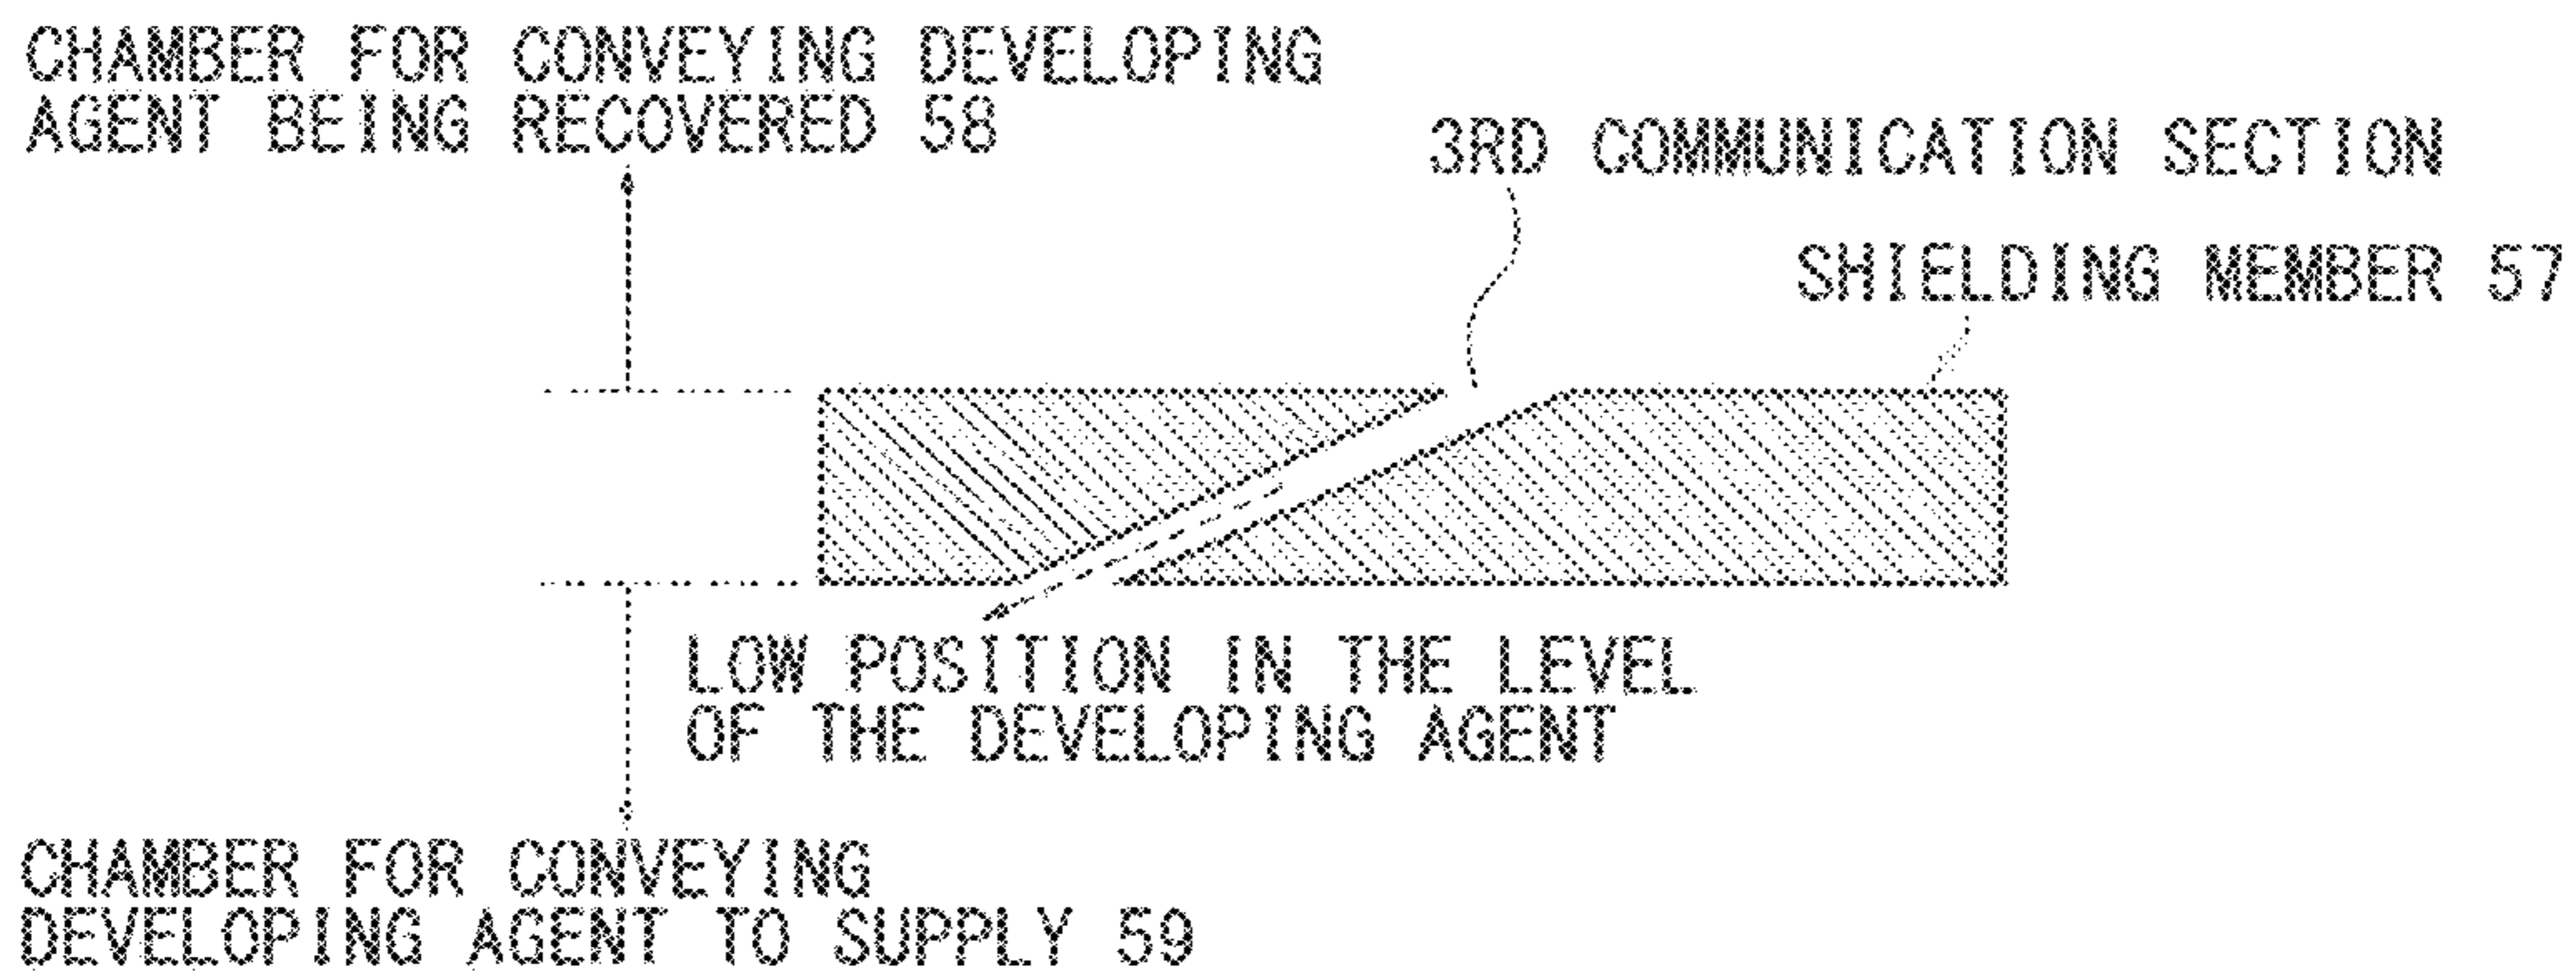 CHAMBER FOR CONVEYING DEVELOPING
AGENT BEING RECOVERED 58
3RD COMMUNICATION SECTION
SHIELDING MEMBER 57
LOW POSITION IN THE LEVEL
OF THE DEVELOPING AGENT
CHAMBER FOR CONVEYING
DEVELOPING AGENT TO SUPPLY 59